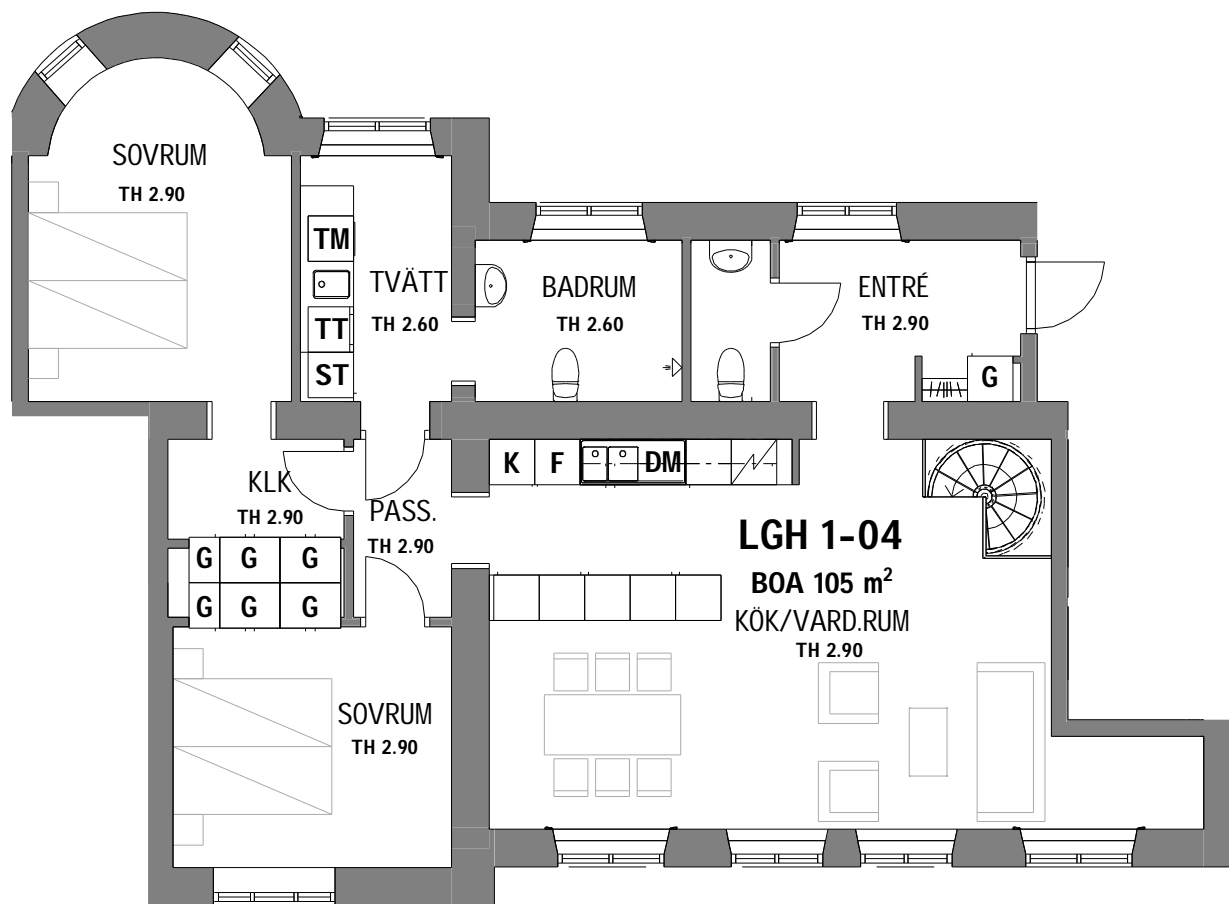 SOVRUM
TH 2.90
TM
TVÄTT
TH 2.60
TT
ST
BADRUM
TH 2.60
ENTRÉ
TH 2.90
G
K
F
DM
KLK
TH 2.90
PASS.
TH 2.90
G G G
G G G
LGH 1-04
BOA 105 m²
KÖK/VARD.RUM
TH 2.90
SOVRUM
TH 2.90